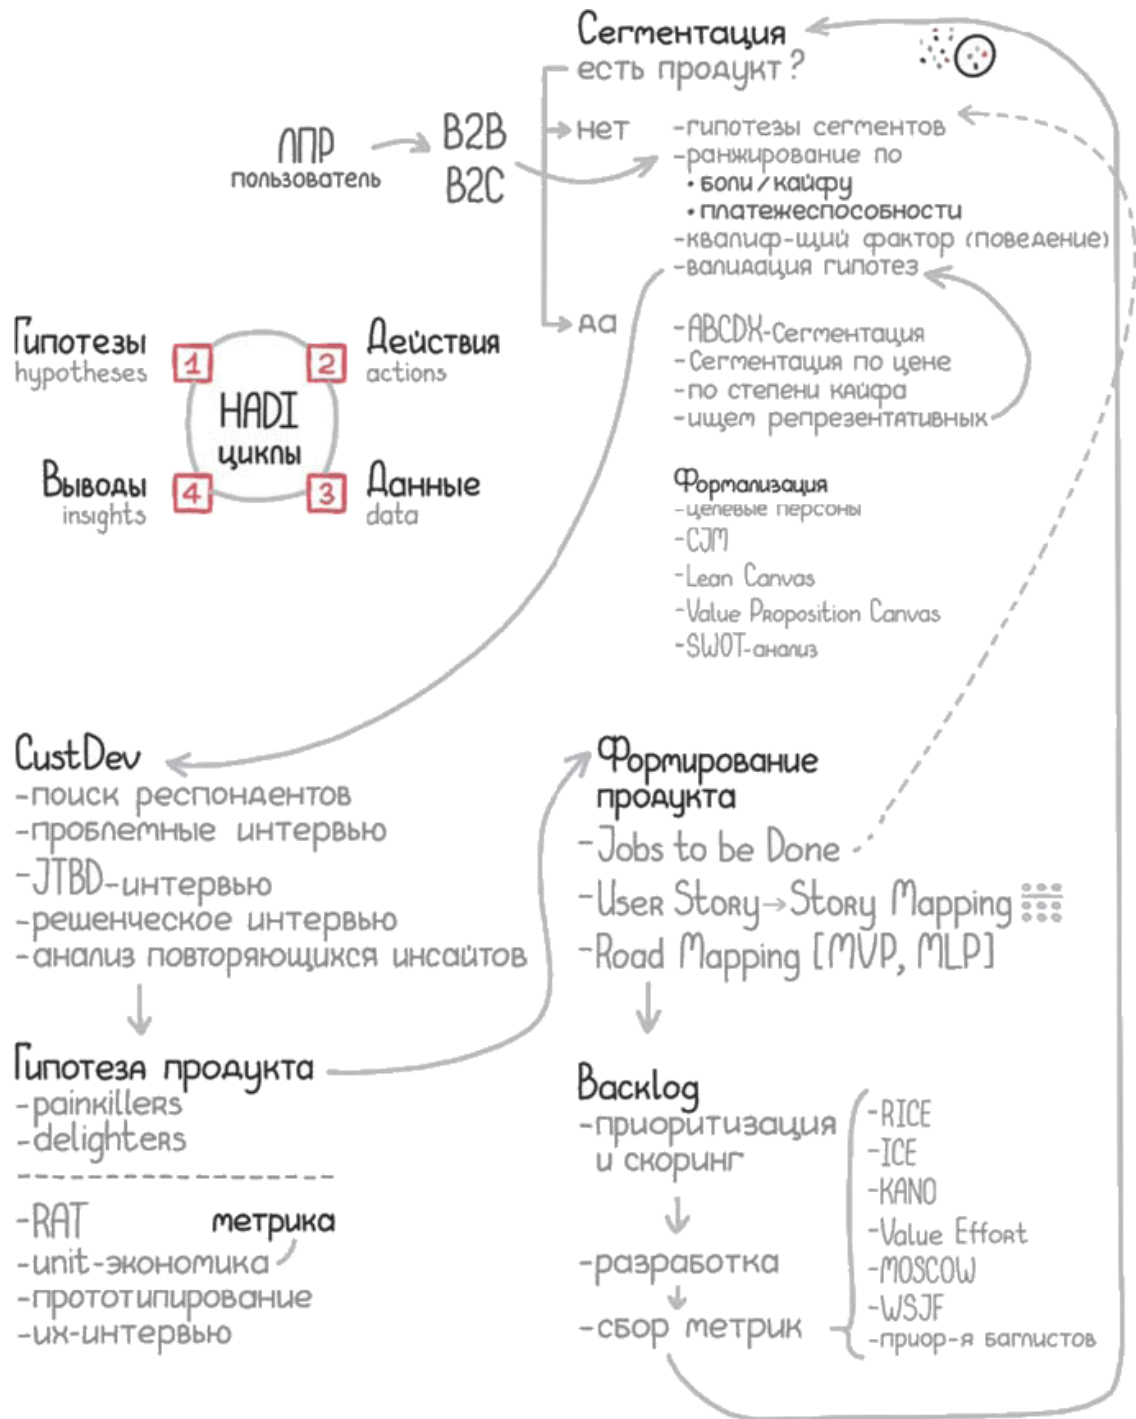 Сегментация
есть продукт?
ЛПР
пользователь
B2B
B2C
нет
-гипотезы сегментов
-ранжирование по
• боли/кайфу
• платежеспособности
-квалиф-щий фактор (поведение)
-валидация гипотез
да
-ABCDX-Сегментация
-Сегментация по цене
-по степени кайфа
-ищем репрезентативных
Гипотезы
hypotheses
1
2
Действия
actions
HADI
циклы
Выводы
insights
4
3
Данные
data
Формализация
-целевые персоны
-CJM
-Lean Canvas
-Value Proposition Canvas
-SWOT-анализ
CustDev
-поиск респондентов
-проблемные интервью
-JTBD-интервью
-решенческое интервью
-анализ повторяющихся инсайтов
Гипотеза продукта
-painkillers
-delighters
-RAT
метрика
-unit-экономика
-прототипирование
-их-интервью
Формирование
продукта
-Jobs to be Done
-User Story→Story Mapping
-Road Mapping [MVP, MLP]
Backlog
-приоритизация
и скоринг
-разработка
-сбор метрик
-RICE
-ICE
-KANO
-Value Effort
-MOSCOW
-WSJF
-приор-я баглистов